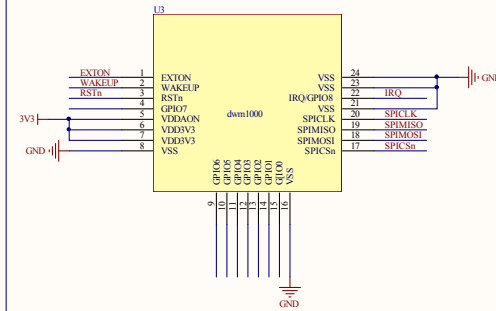 U3
EXTON 1 EXTON VSS 24
WAKEUP 2 WAKEUP VSS 23
RSTn 3 RSTn IRQ/GPIO8 22 IRQ
4 GPIO7 VSS 21
3V3 5 VDDAON dwm1000 SPICLK 20 SPICLK
6 VDD3V3 SPIMISO 19 SPIMISO
7 VDD3V3 SPIMOSI 18 SPIMOSI
GND 8 VSS SPICSn 17 SPICSn
GND
GPIO6 GPIO5 GPIO4 GPIO3 GPIO2 GPIO1 GIO0 VSS
9 10 11 12 13 14 15 16
GND